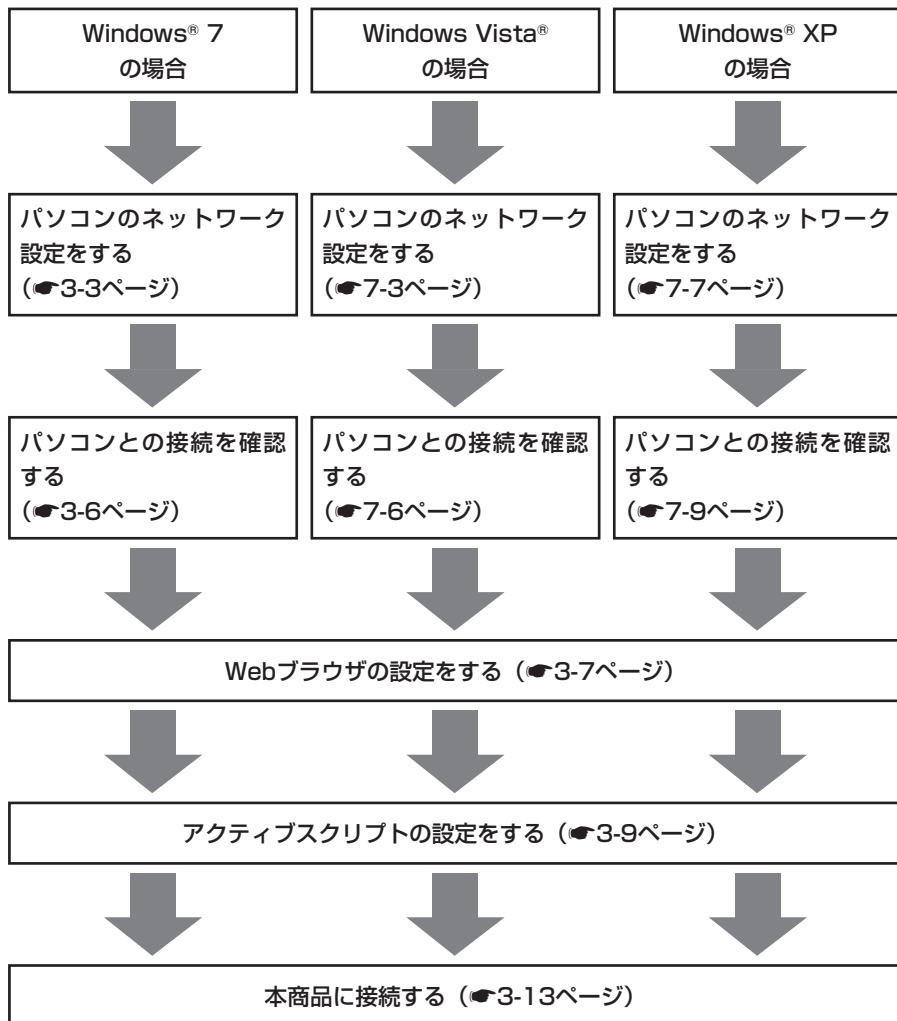 Windows® 7
の場合
Windows Vista®
の場合
Windows® XP
の場合
パソコンのネットワーク
設定をする
（☛3-3ページ）
パソコンのネットワーク
設定をする
（☛7-3ページ）
パソコンのネットワーク
設定をする
（☛7-7ページ）
パソコンとの接続を確認
する
（☛3-6ページ）
パソコンとの接続を確認
する
（☛7-6ページ）
パソコンとの接続を確認
する
（☛7-9ページ）
Webブラウザの設定をする（☛3-7ページ）
アクティブスクリプトの設定をする（☛3-9ページ）
本商品に接続する（☛3-13ページ）